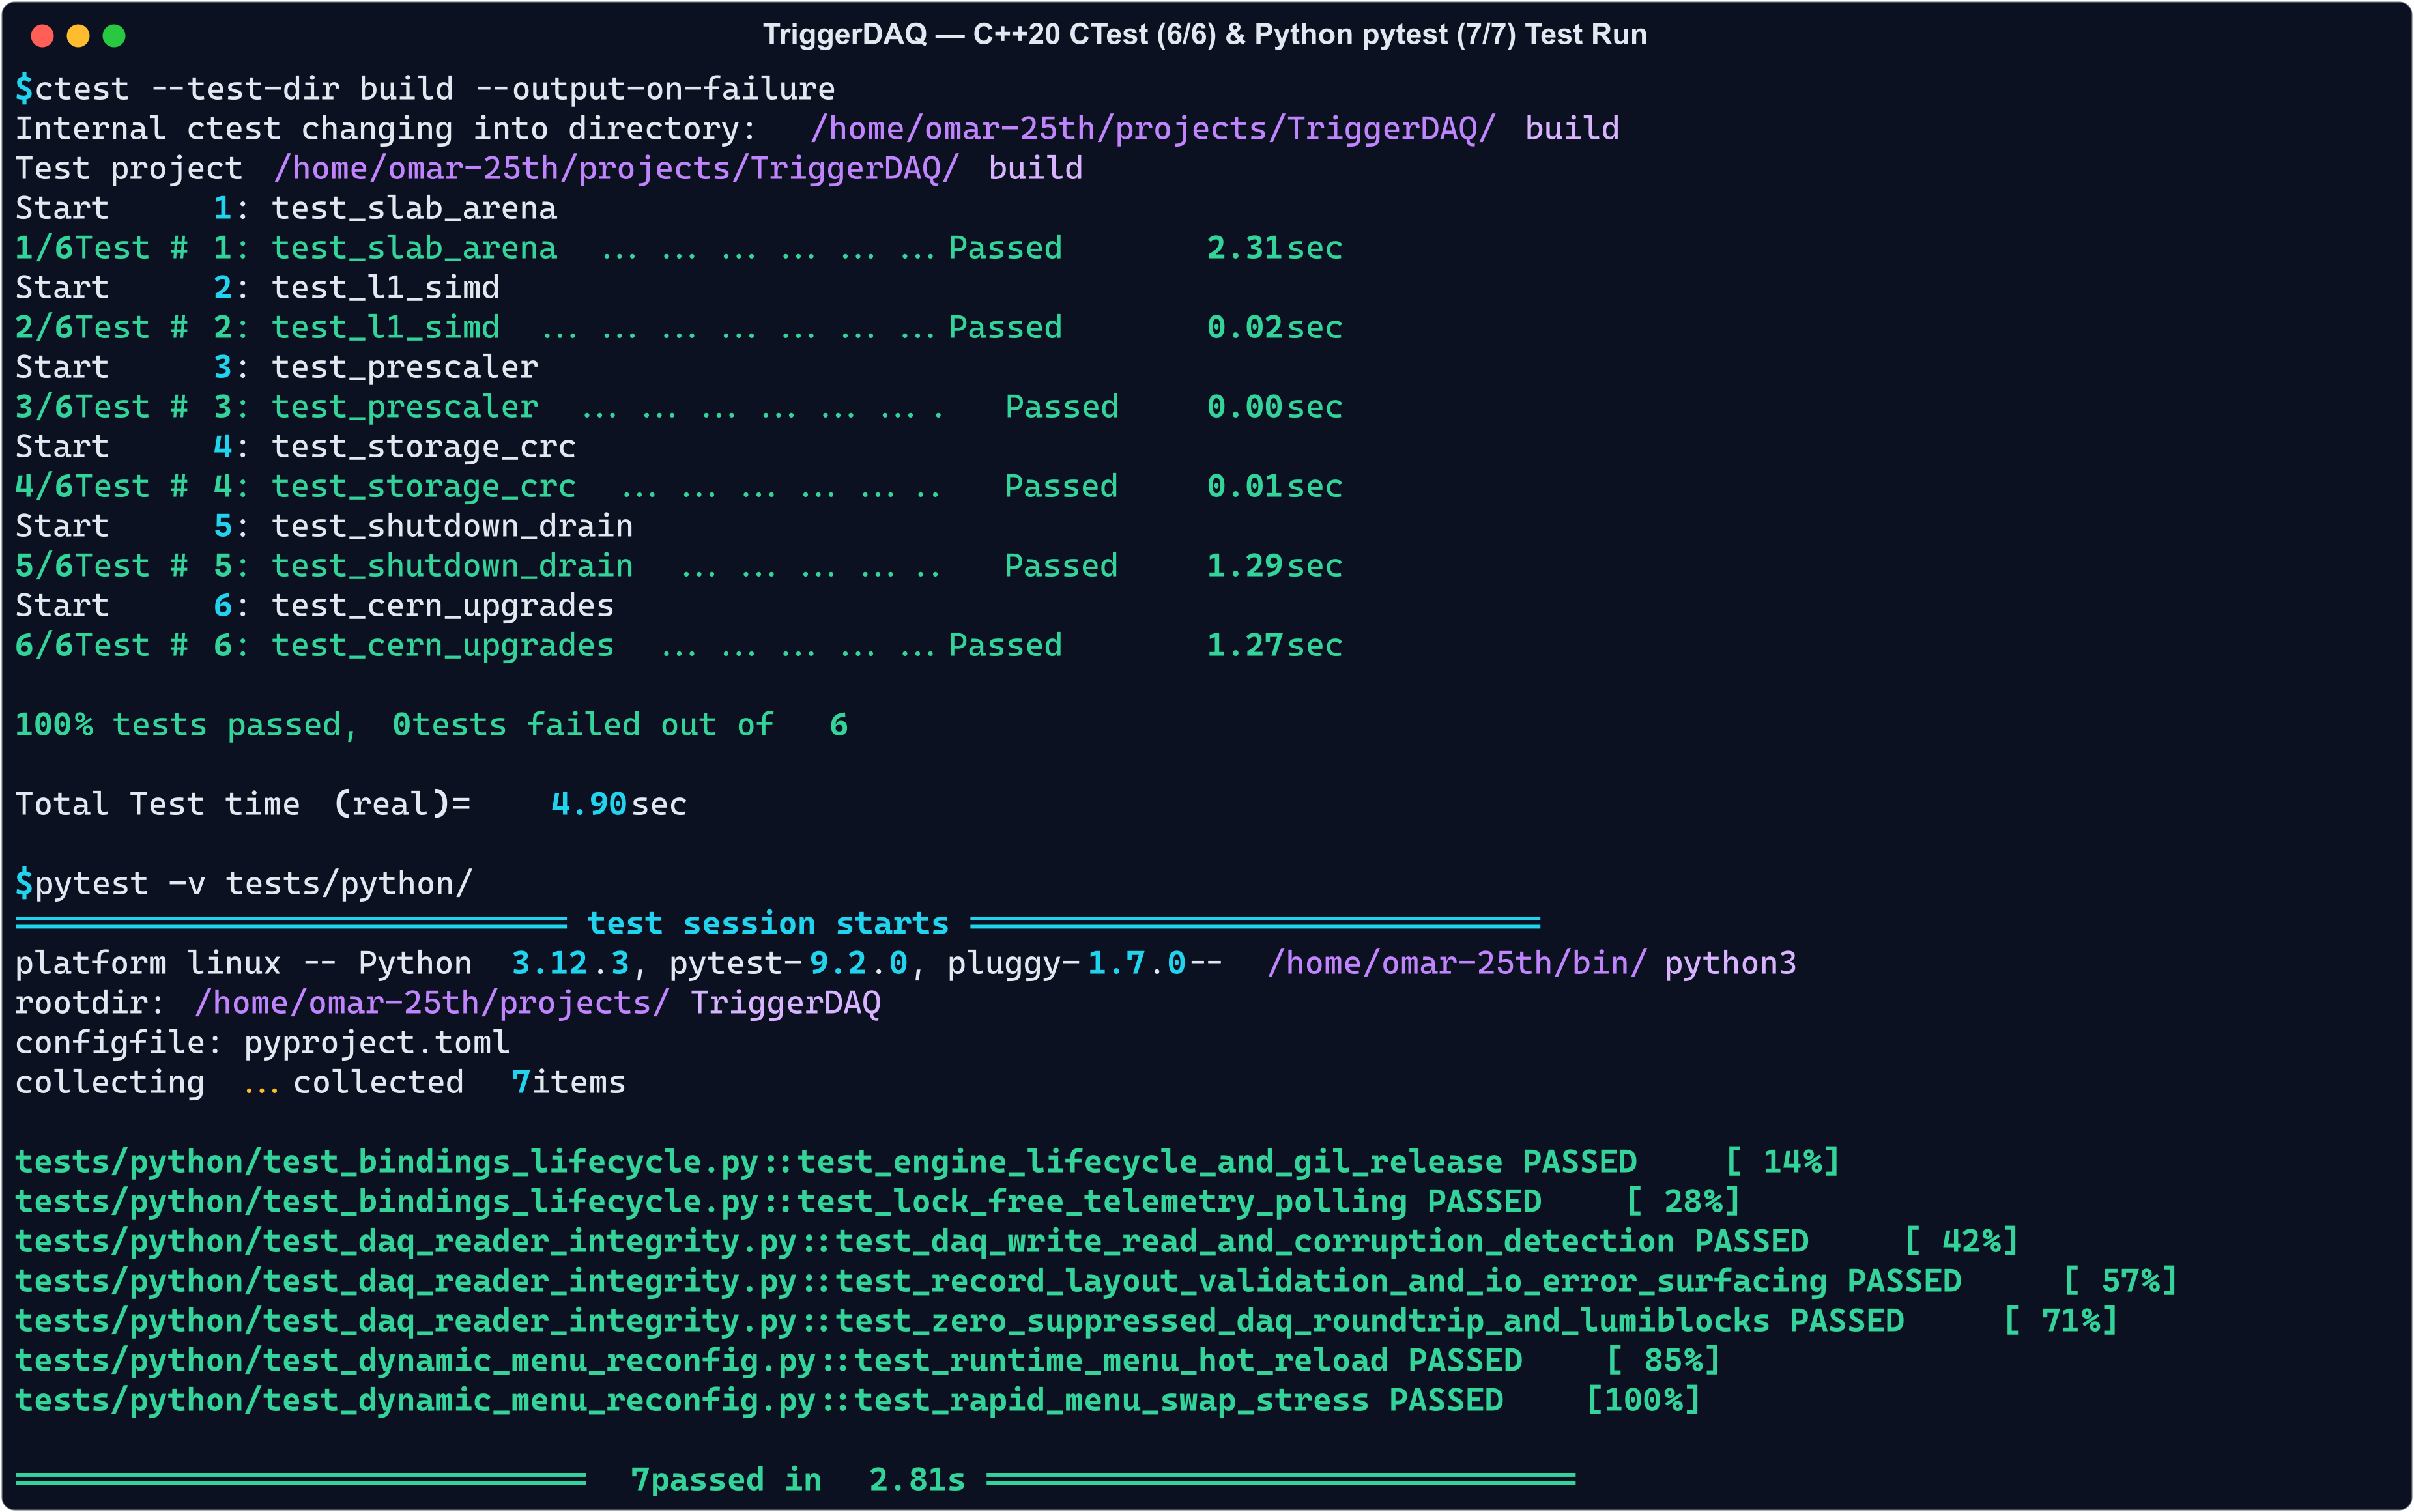 TriggerDAQ — C++20 CTest (6/6) & Python pytest (7/7) Test Run
$ctest --test-dir build --output-on-failure
Internal ctest changing into directory: /home/omar-25th/projects/TriggerDAQ/ build
Test project /home/omar-25th/projects/TriggerDAQ/ build
Start 1: test_slab_arena
1/6Test # 1: test_slab_arena ... ... ... ... ... ... Passed 2.31sec
Start 2: test_l1_simd
2/6Test # 2: test_l1_simd ... ... ... ... ... ... ... Passed 0.02sec
Start 3: test_prescaler
3/6Test # 3: test_prescaler ... ... ... ... ... ... . Passed 0.00sec
Start 4: test_storage_crc
4/6Test # 4: test_storage_crc ... ... ... ... ... .. Passed 0.01sec
Start 5: test_shutdown_drain
5/6Test # 5: test_shutdown_drain ... ... ... ... .. Passed 1.29sec
Start 6: test_cern_upgrades
6/6Test # 6: test_cern_upgrades ... ... ... ... ... Passed 1.27sec
100% tests passed, 0tests failed out of 6
Total Test time (real)= 4.90sec
$pytest -v tests/python/
============================= test session starts ==============================
platform linux -- Python 3.12.3, pytest-9.2.0, pluggy-1.7.0-- /home/omar-25th/bin/ python3
rootdir: /home/omar-25th/projects/ TriggerDAQ
configfile: pyproject.toml
collecting ... collected 7items
tests/python/test_bindings_lifecycle.py::test_engine_lifecycle_and_gil_release PASSED [ 14%]
tests/python/test_bindings_lifecycle.py::test_lock_free_telemetry_polling PASSED [ 28%]
tests/python/test_daq_reader_integrity.py::test_daq_write_read_and_corruption_detection PASSED [ 42%]
tests/python/test_daq_reader_integrity.py::test_record_layout_validation_and_io_error_surfacing PASSED [ 57%]
tests/python/test_daq_reader_integrity.py::test_zero_suppressed_daq_roundtrip_and_lumiblocks PASSED [ 71%]
tests/python/test_dynamic_menu_reconfig.py::test_runtime_menu_hot_reload PASSED [ 85%]
tests/python/test_dynamic_menu_reconfig.py::test_rapid_menu_swap_stress PASSED [100%]
============================== 7passed in 2.81s ===============================